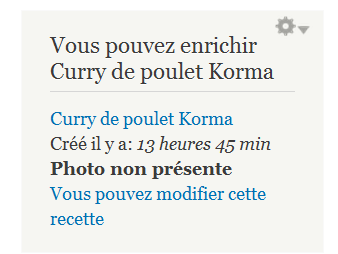 Vous pouvez enrichir
Curry de poulet Korma
Curry de poulet Korma
Créé il y a: 13 heures 45 min
Photo non présente
Vous pouvez modifier cette
recette